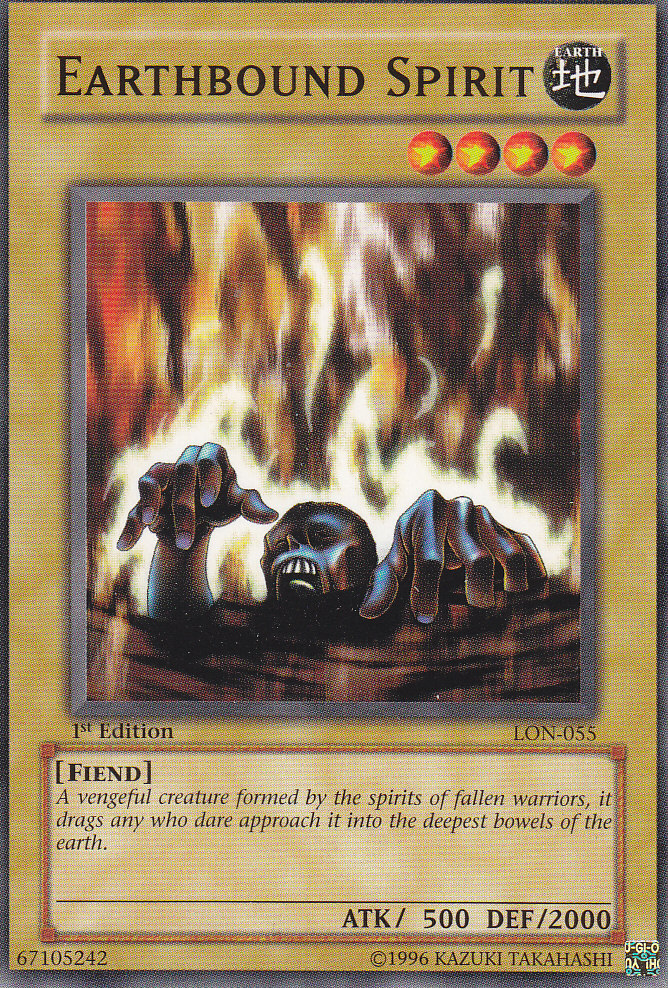 EARTHBOUND SPIRIT
EARTH
地
1st Edition
LON-055
[FIEND]
A vengeful creature formed by the spirits of fallen warriors, it
drags any who dare approach it into the deepest bowels of the
earth.
ATK/ 500 DEF/2000
67105242
©1996 KAZUKI TAKAHASHI